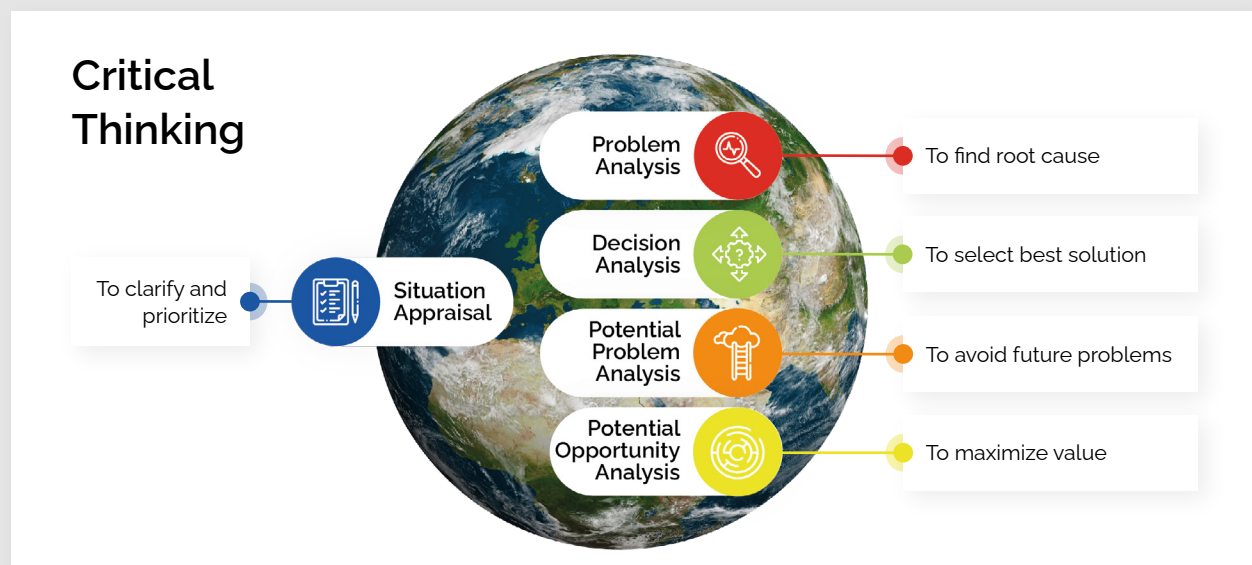 Critical
Thinking
To clarify and
prioritize
Situation
Appraisal
Problem
Analysis
To find root cause
Decision
Analysis
To select best solution
Potential
Problem
Analysis
To avoid future problems
Potential
Opportunity
Analysis
To maximize value